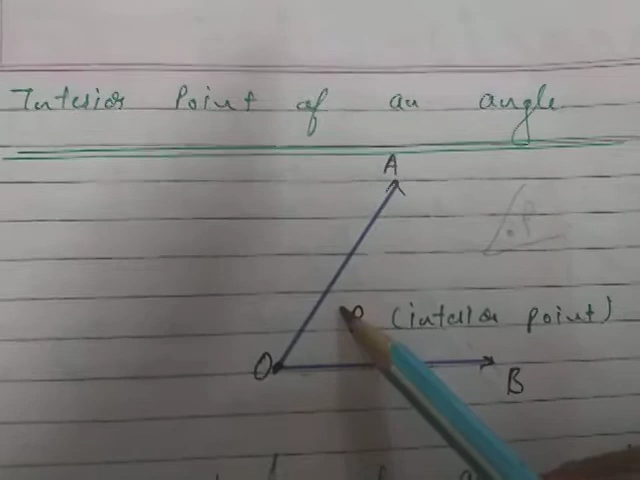 Interior Point of an angle
A
.P
(interior point)
O
B